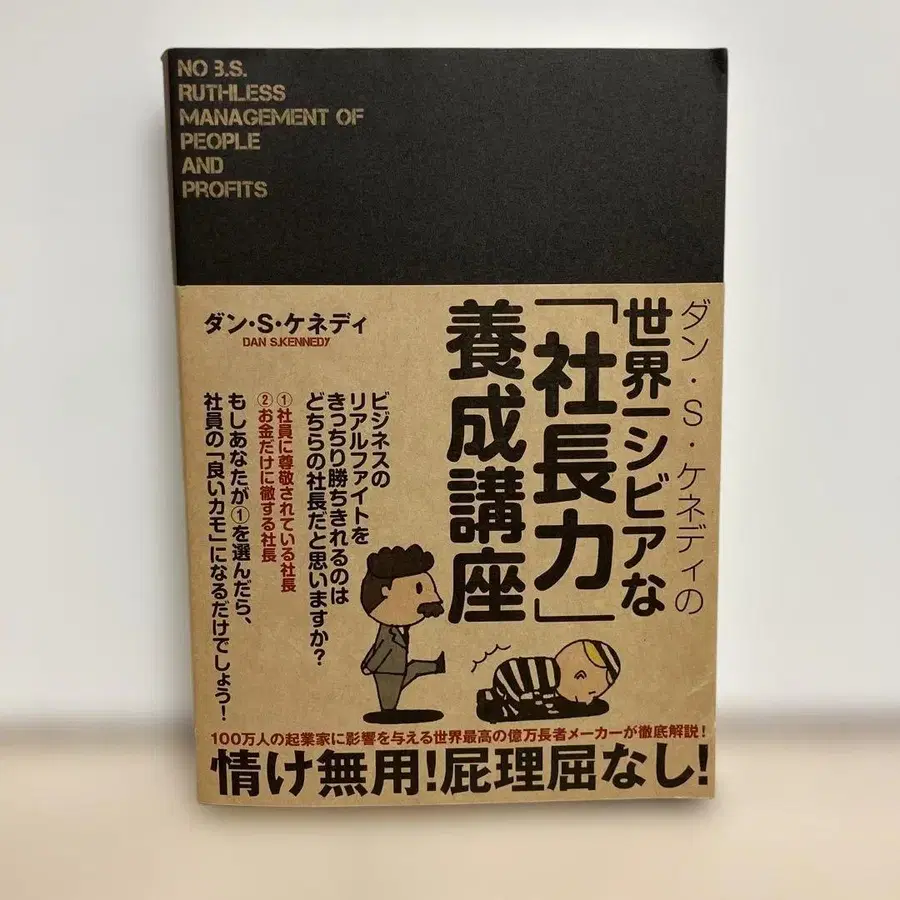 NO B.S.
RUTHLESS
MANAGEMENT OF
PEOPLE
AND
PROFITS
ダン・S・ケネディの
世界一シビアな
「社長力」
養成講座
ダン・S・ケネディ
DAN S.KENNEDY
ビジネスの
リアルファイトを
きっちり勝ちきれるのは
どちらの社長だと思いますか?
①社員に尊敬されている社長
②お金だけに徹する社長
もしあなたが①を選んだら、
社員の「良いカモ」になるだけでしょう!
100万人の起業家に影響を与える世界最高の億万長者メーカーが徹底解説!
情け無用!屁理屈なし!